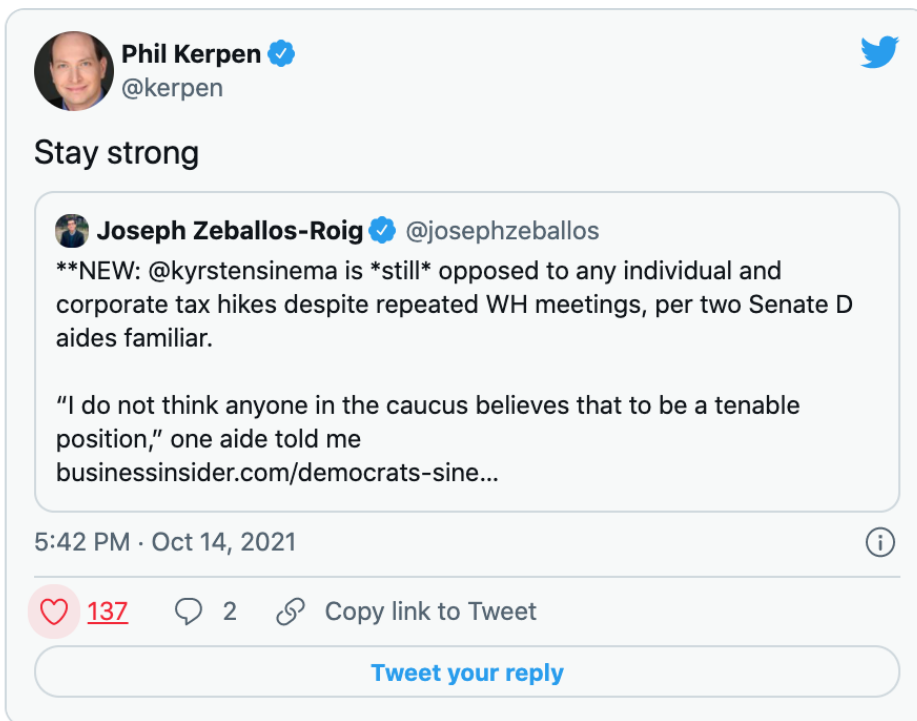 Phil Kerpen
@kerpen
Stay strong
Joseph Zeballos-Roig @josephzeballos
**NEW: @kyrstensinema is *still* opposed to any individual and
corporate tax hikes despite repeated WH meetings, per two Senate D
aides familiar.
“I do not think anyone in the caucus believes that to be a tenable
position,” one aide told me
businessinsider.com/democrats-sine...
5:42 PM · Oct 14, 2021
137 2 Copy link to Tweet
Tweet your reply